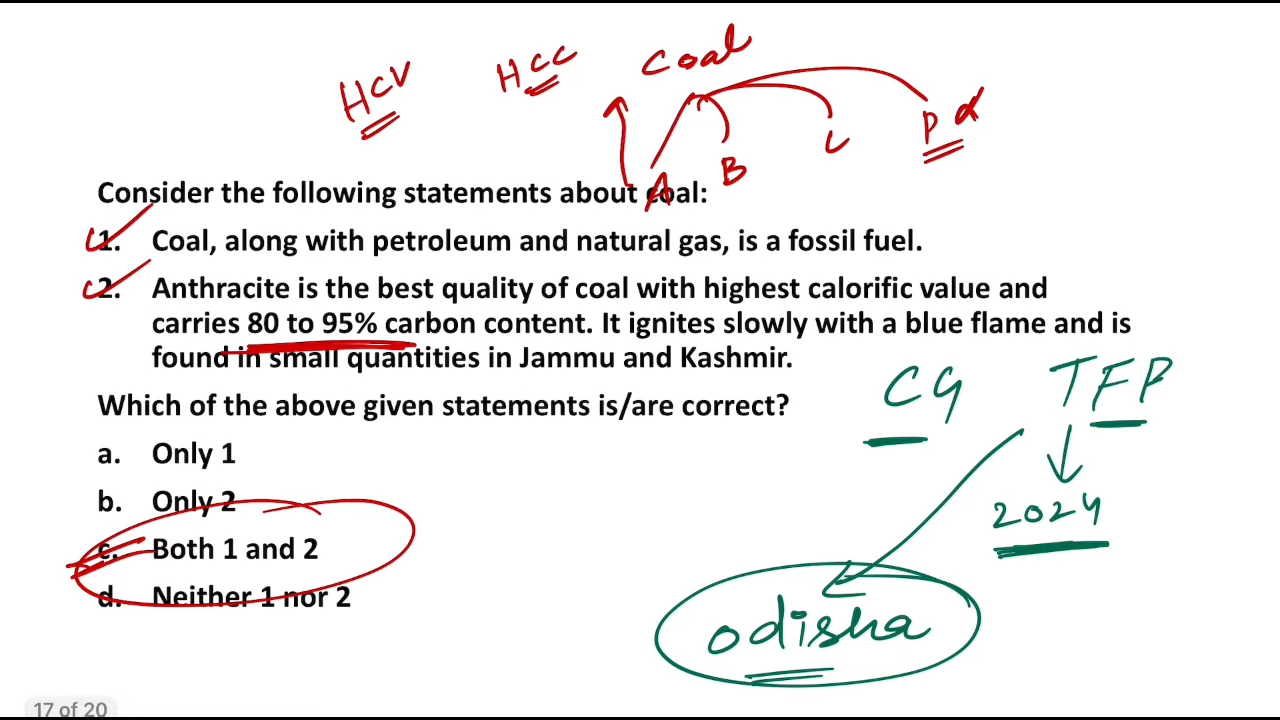 HCV HCC Coal
A B L P
Consider the following statements about coal:
1. Coal, along with petroleum and natural gas, is a fossil fuel.
2. Anthracite is the best quality of coal with highest calorific value and
carries 80 to 95% carbon content. It ignites slowly with a blue flame and is
found in small quantities in Jammu and Kashmir.
Which of the above given statements is/are correct?
CG TFP
a. Only 1
b. Only 2
2024
c. Both 1 and 2
d. Neither 1 nor 2
odisha
17 of 20